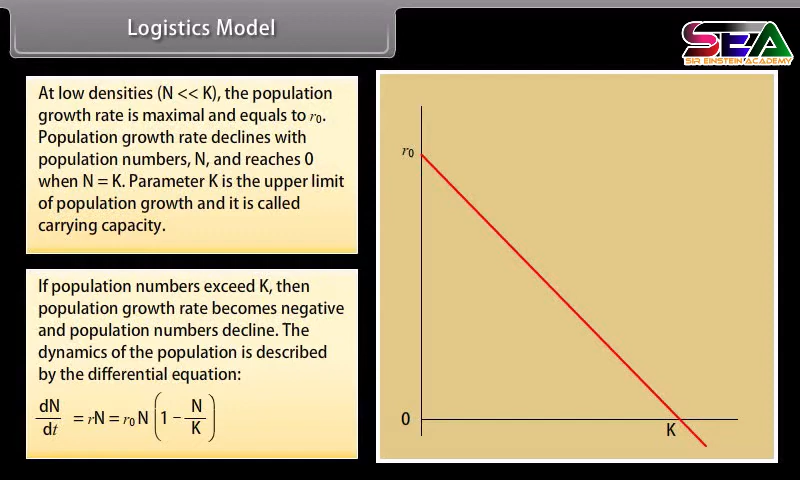 Logistics Model
SEA
SIR EINSTEIN ACADEMY
At low densities (N << K), the population
growth rate is maximal and equals to r₀.
Population growth rate declines with
population numbers, N, and reaches 0
when N = K. Parameter K is the upper limit
of population growth and it is called
carrying capacity.
If population numbers exceed K, then
population growth rate becomes negative
and population numbers decline. The
dynamics of the population is described
by the differential equation:
dN/dt = rN = r₀ N (1 − N/K)
r₀
0
K